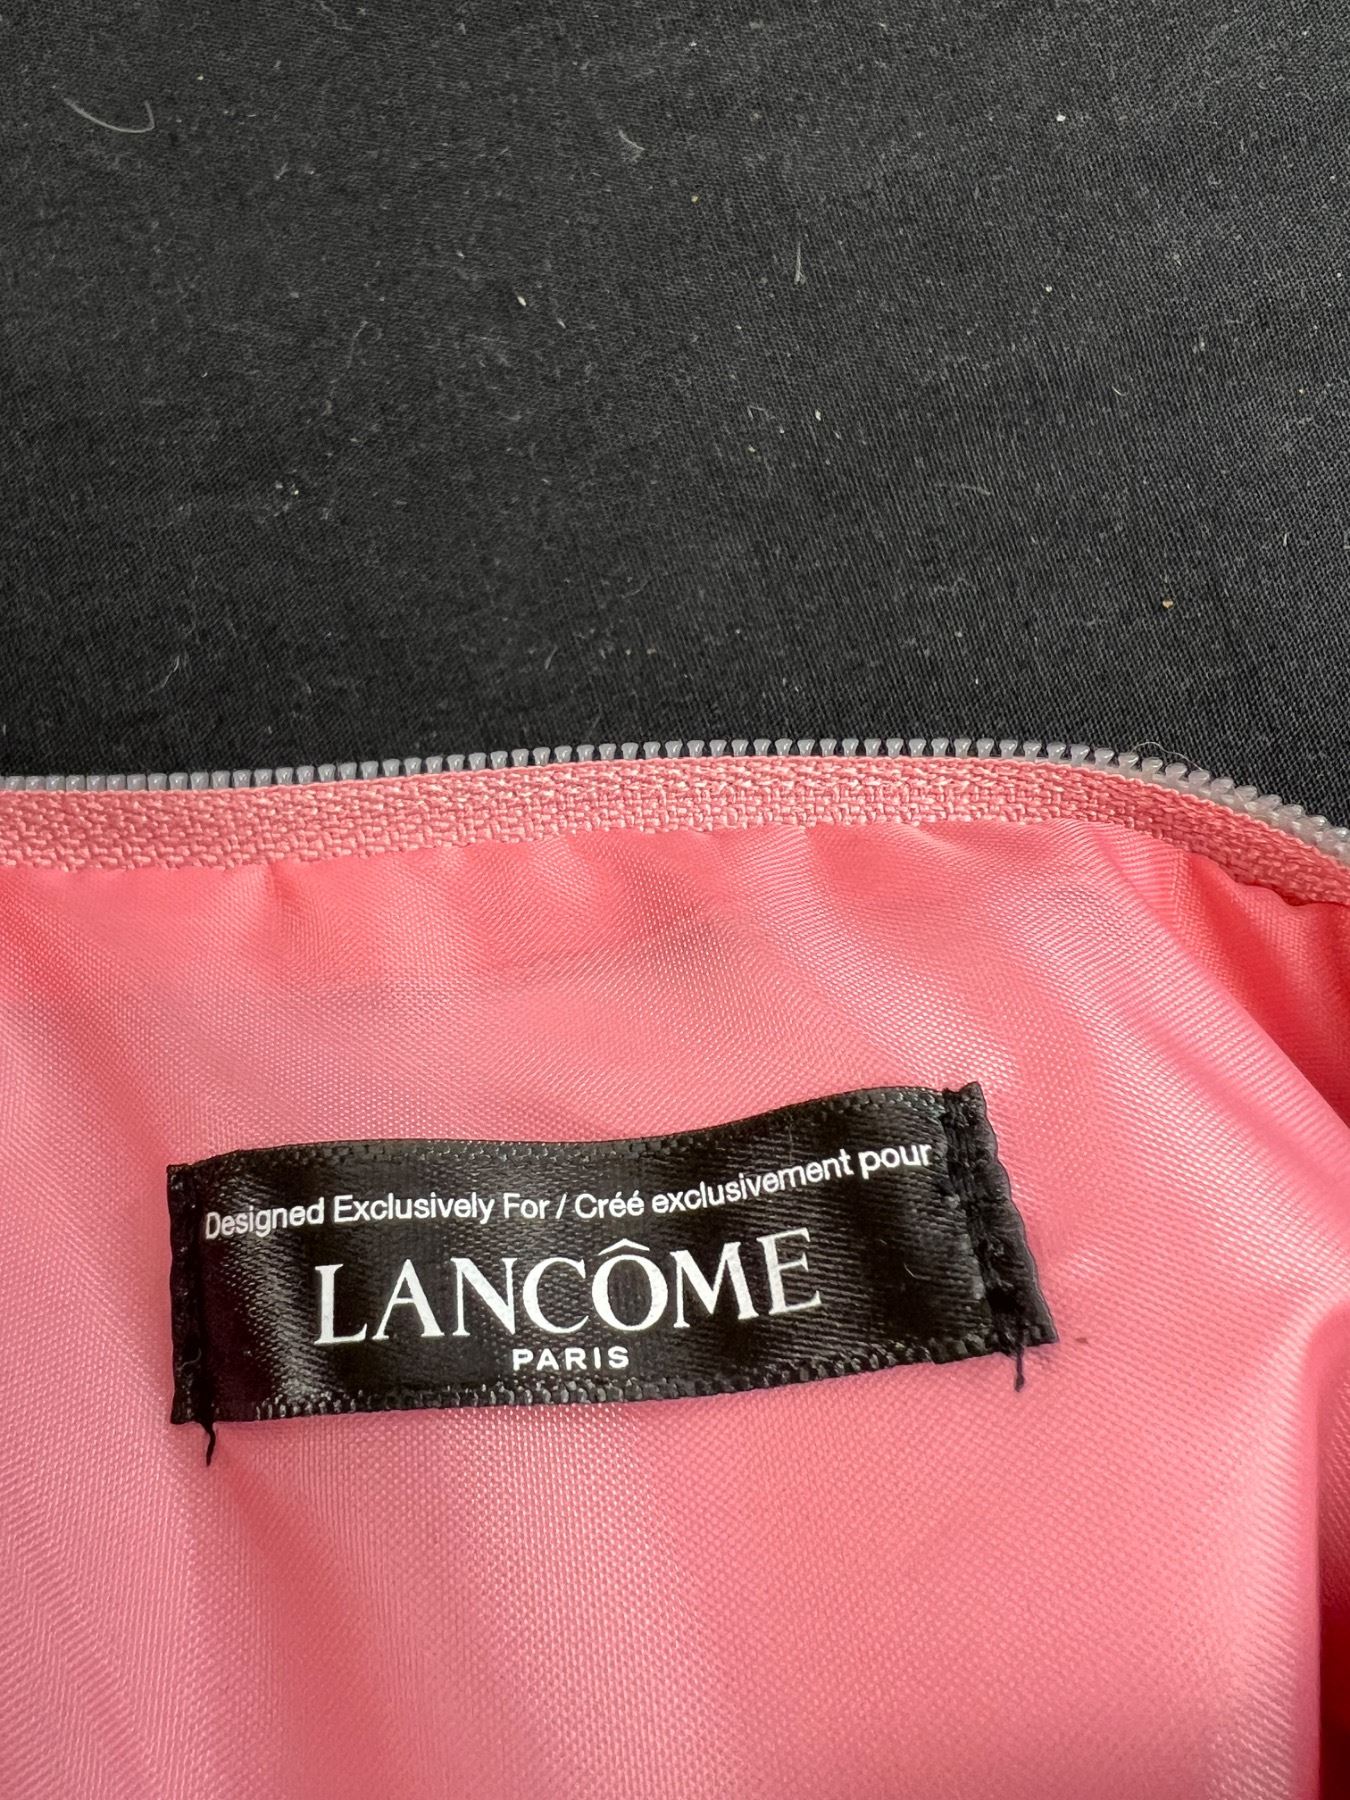 Designed Exclusively For / Créé exclusivement pour
LANCÔME
PARIS